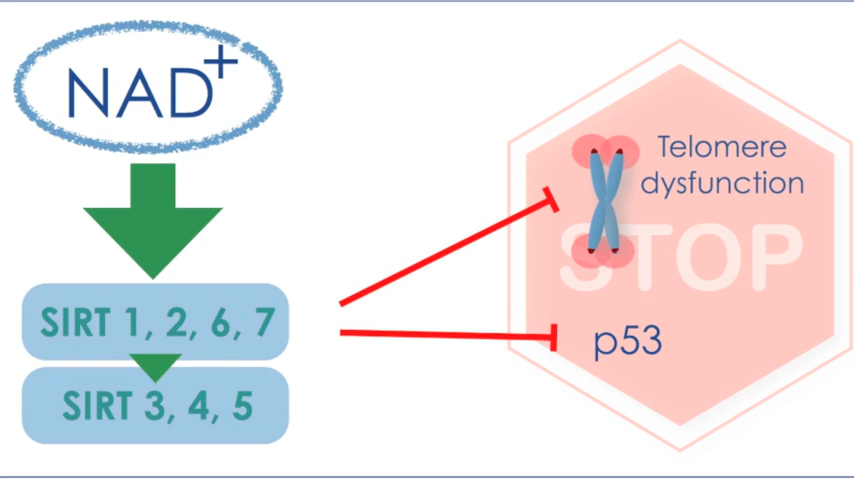 NAD+
SIRT 1, 2, 6, 7
SIRT 3, 4, 5
Telomere
dysfunction
STOP
p53